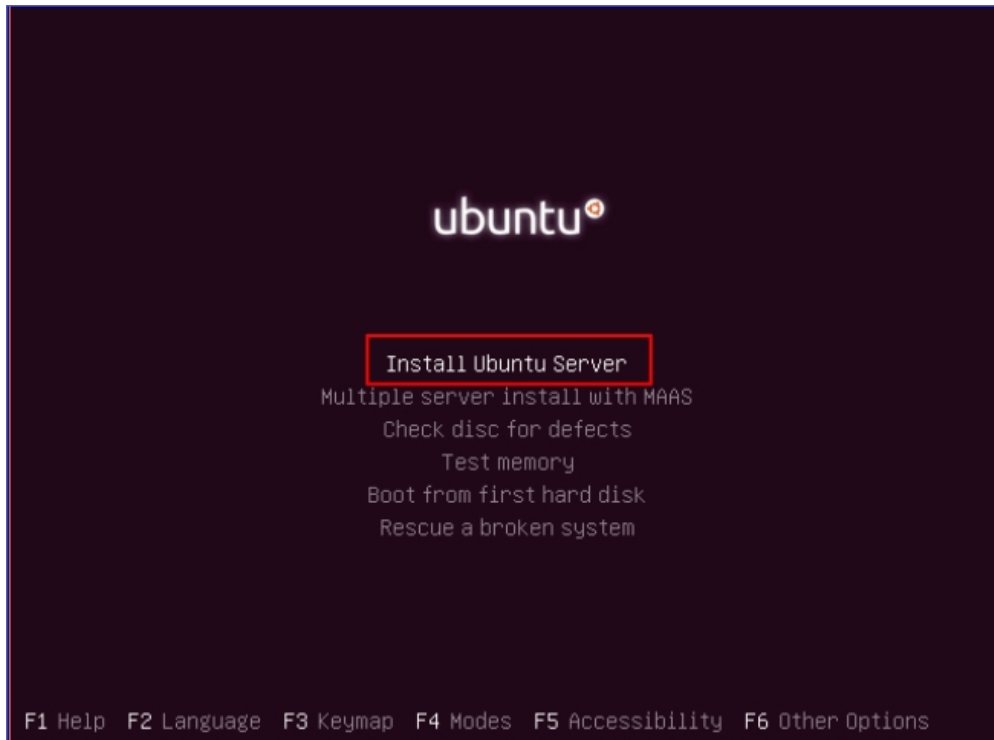 ubuntu
Install Ubuntu Server
Multiple server install with MAAS
Check disc for defects
Test memory
Boot from first hard disk
Rescue a broken system
F1 Help F2 Language F3 Keymap F4 Modes F5 Accessibility F6 Other Options